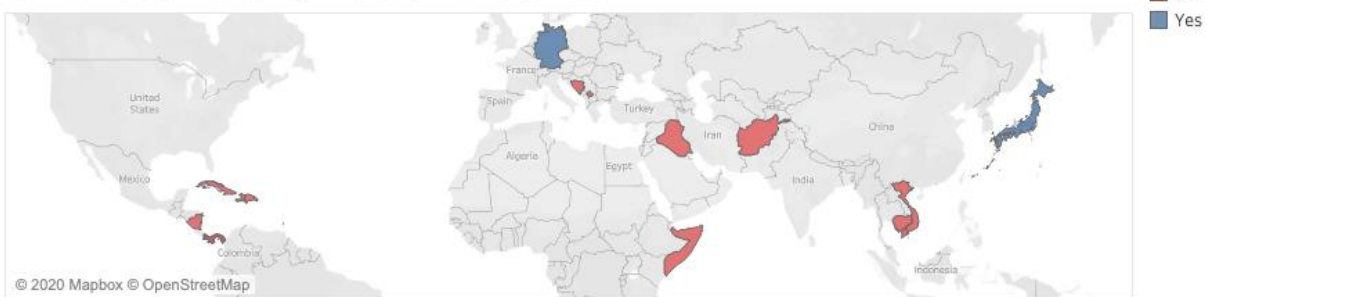 Yes
France
United
States
Spain
Turkey
China
Iran
Algeria
Egypt
Mexico
India
Colombia
Indonesia
© 2020 Mapbox © OpenStreetMap